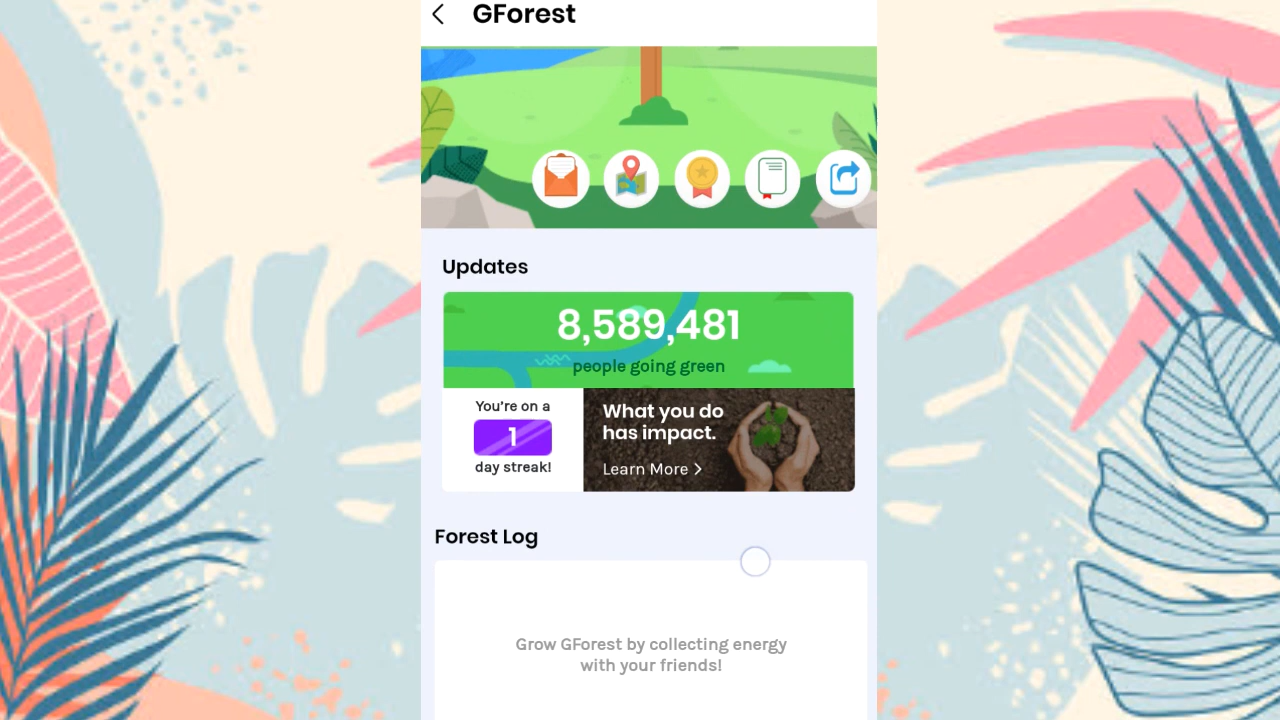 GForest
Updates
8,589,481
people going green
You're on a
1
day streak!
What you do
has impact.
Learn More
Forest Log
Grow GForest by collecting energy
with your friends!